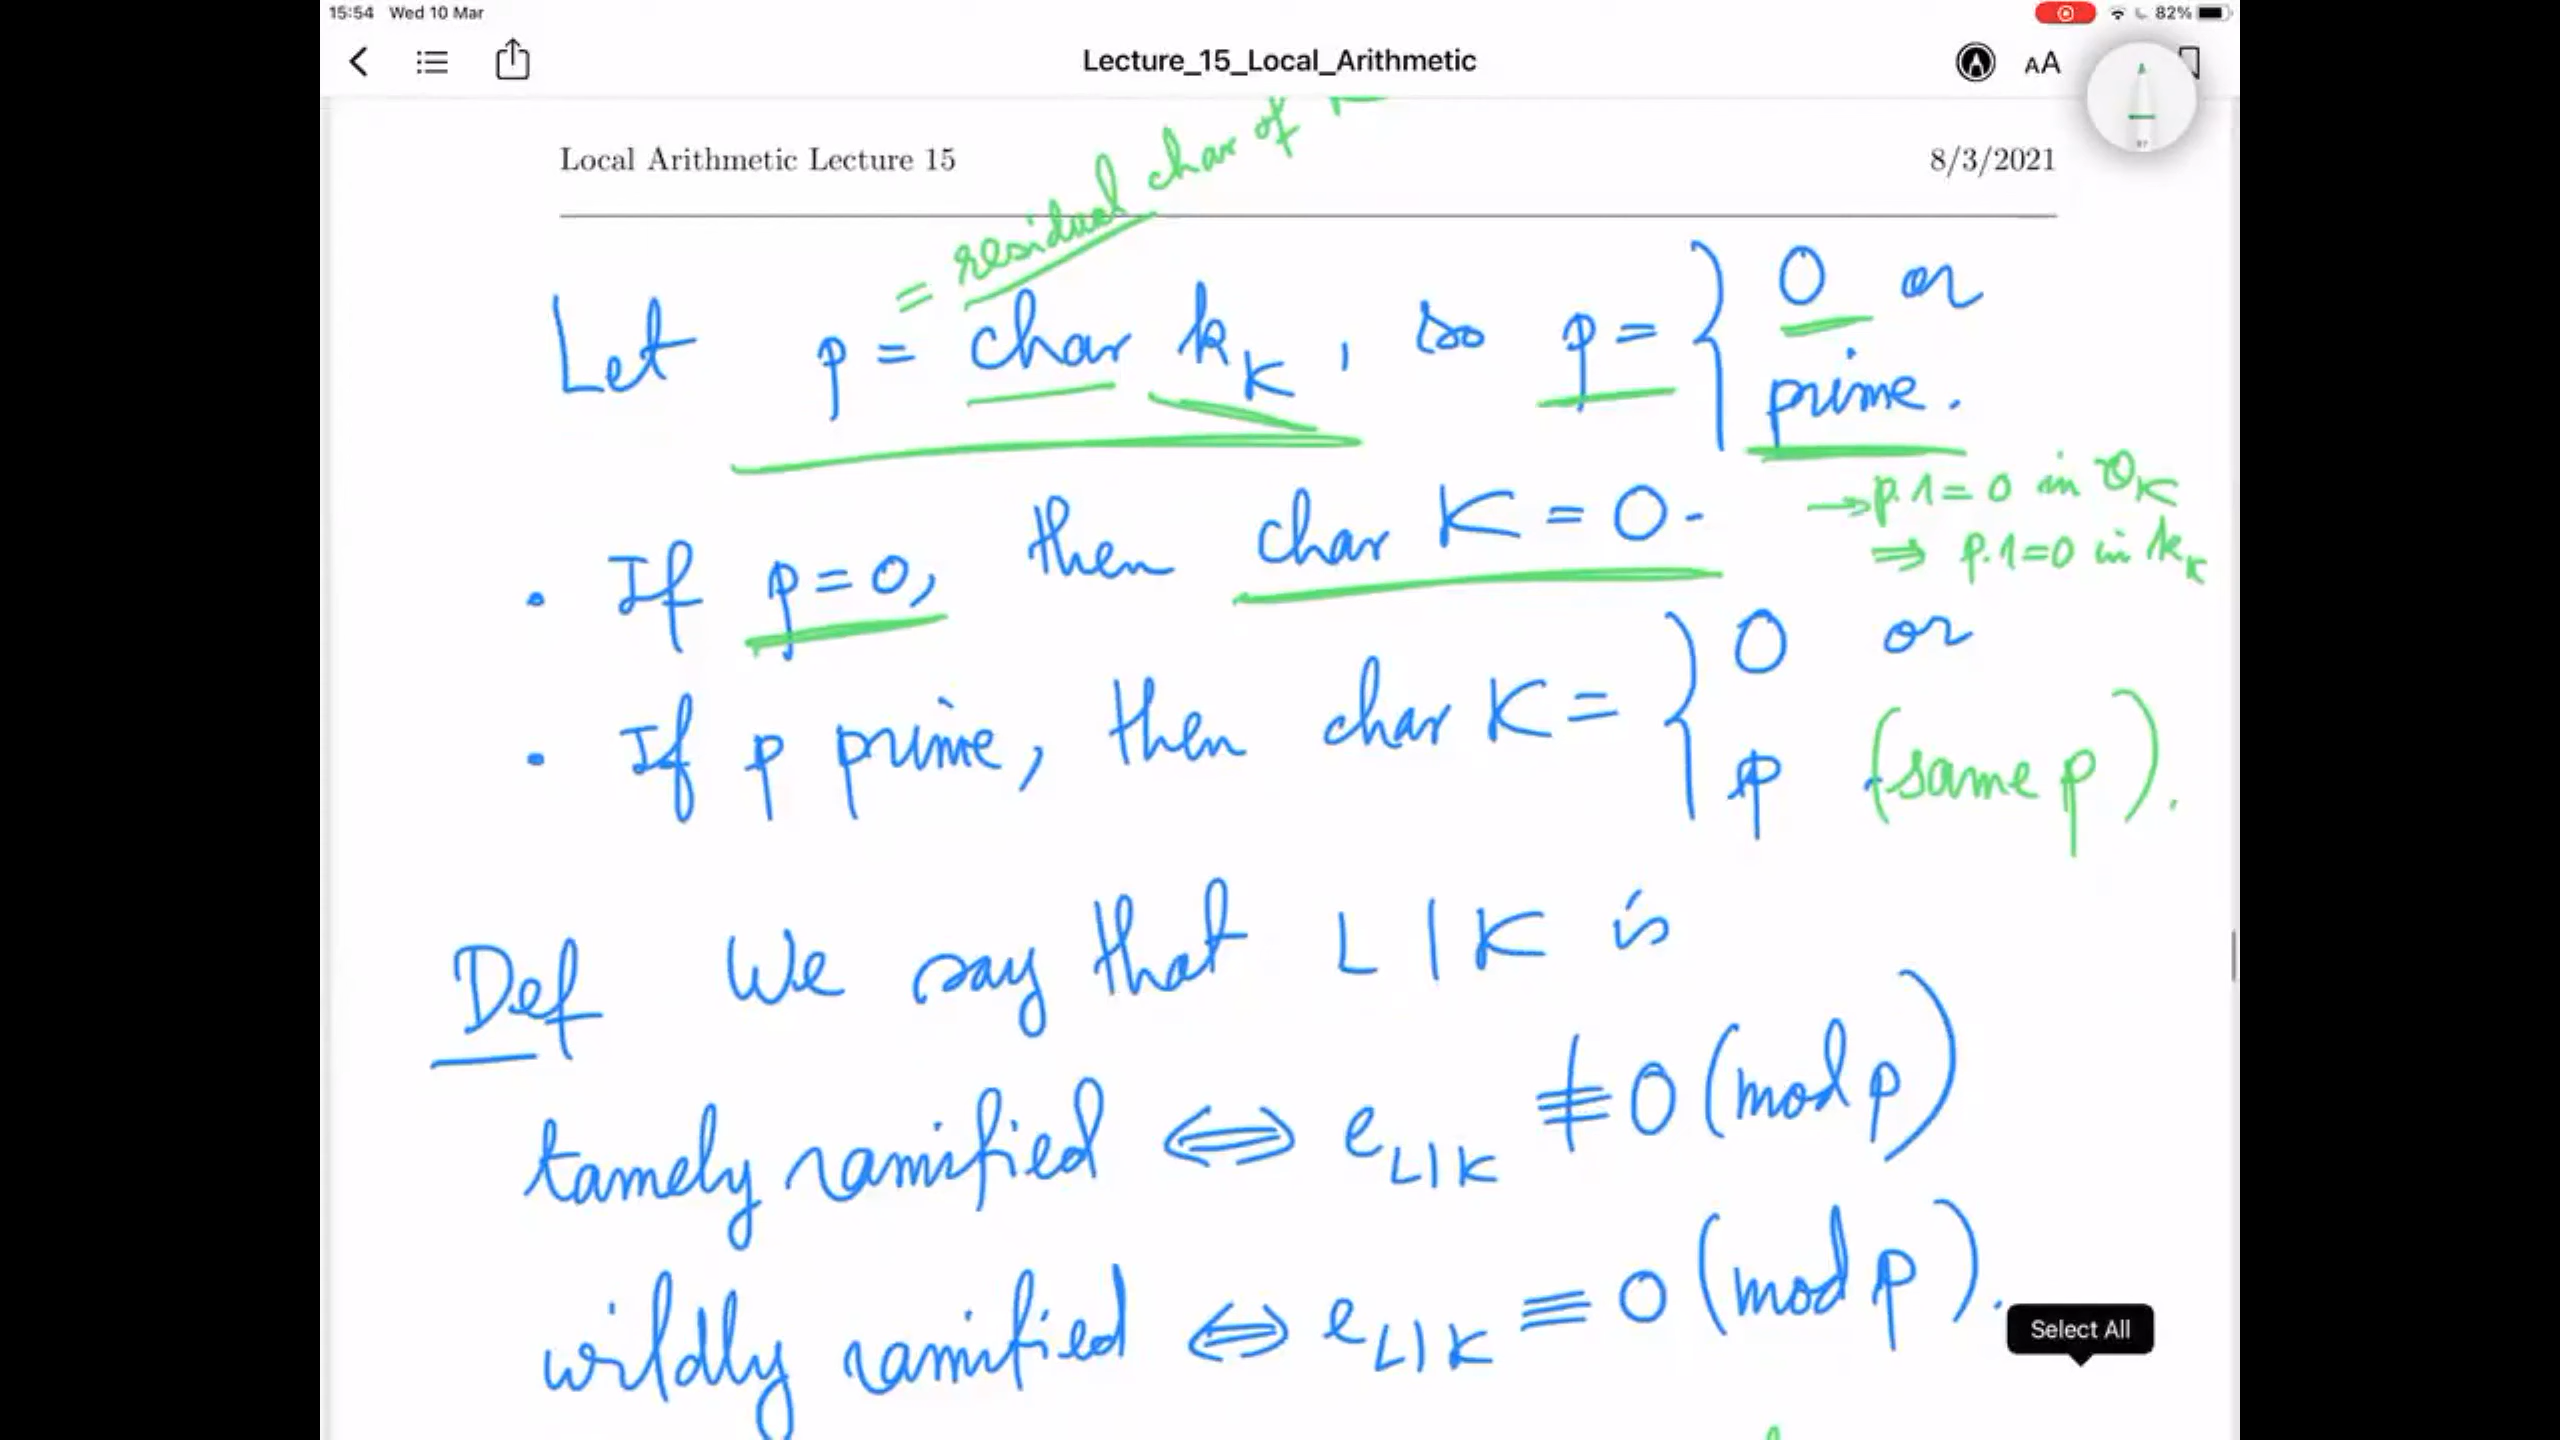 15:54 Wed 10 Mar 82%
Lecture_15_Local_Arithmetic AA
Local Arithmetic Lecture 15 8/3/2021
= residual char of
Let p = char k_K, so p = { 0 or
prime.
→ p.1 = 0 in 𝒪_K
⇒ p.1 = 0 in k_K
• If p = 0, then char K = 0.
• If p prime, then char K = { 0 or
p (same p).
Def We say that L|K is
tamely ramified ⇔ e_{L|K} ≢ 0 (mod p)
wildly ramified ⇔ e_{L|K} ≡ 0 (mod p).
Select All